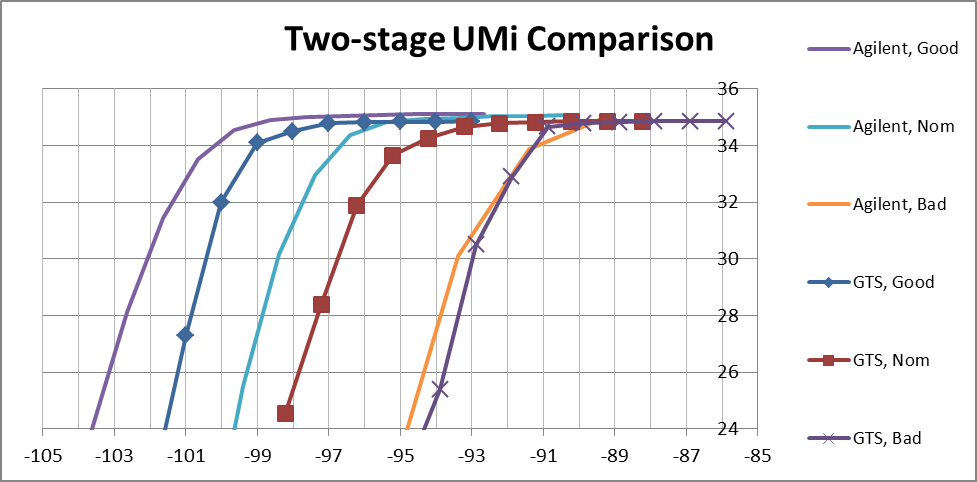 Two-stage UMi Comparison
Agilent, Good
Agilent, Nom
Agilent, Bad
GTS, Good
GTS, Nom
GTS, Bad
36
34
32
30
28
26
24
-105
-103
-101
-99
-97
-95
-93
-91
-89
-87
-85